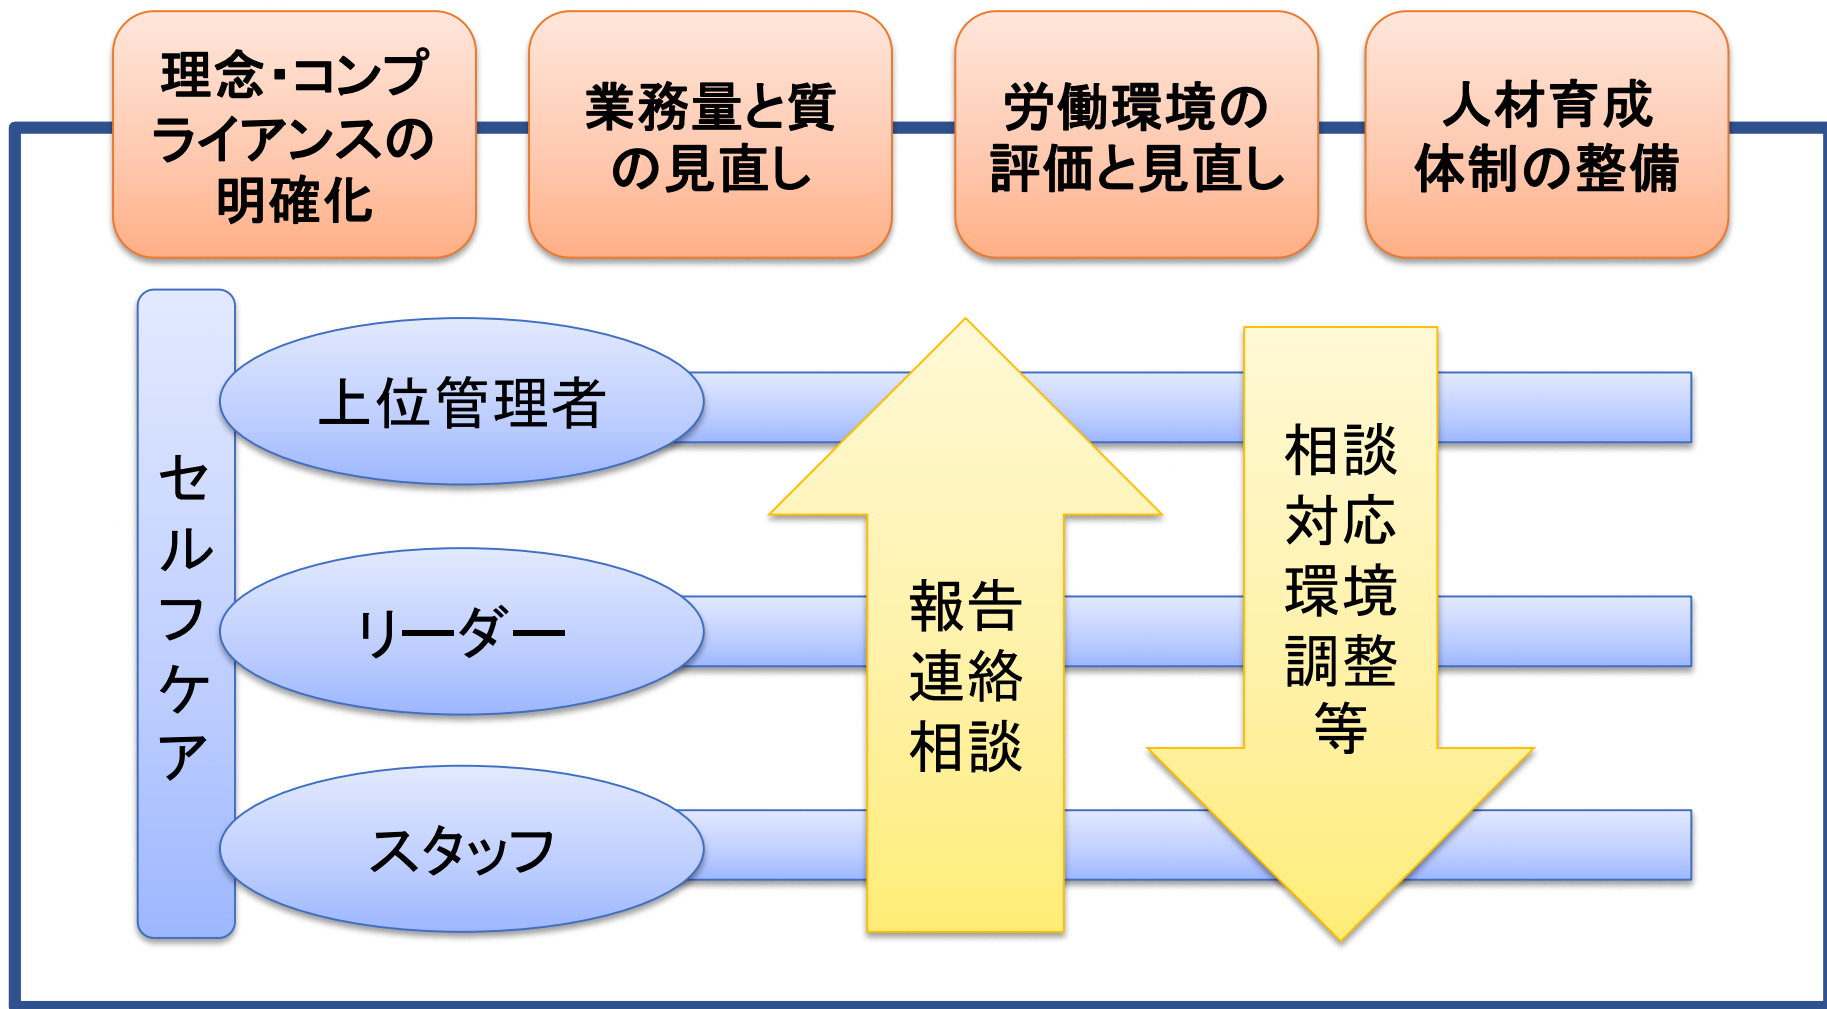 理念・コンプ
ライアンスの
明確化
業務量と質
の見直し
労働環境の
評価と見直し
人材育成
体制の整備
セルフケア
上位管理者
リーダー
スタッフ
報告
連絡
相談
相談
対応
環境
調整
等